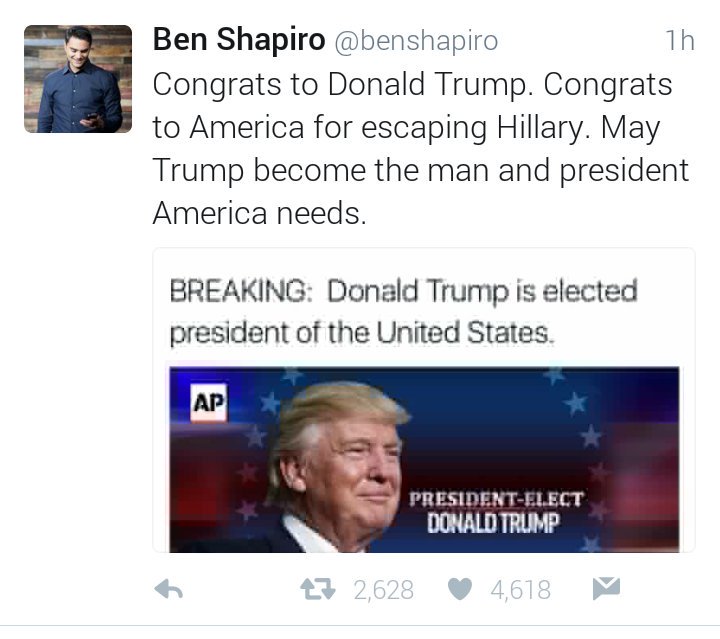 Ben Shapiro @benshapiro 1h
Congrats to Donald Trump. Congrats
to America for escaping Hillary. May
Trump become the man and president
America needs.
BREAKING: Donald Trump is elected
president of the United States.
AP
PRESIDENT-ELECT
DONALD TRUMP
2,628 4,618